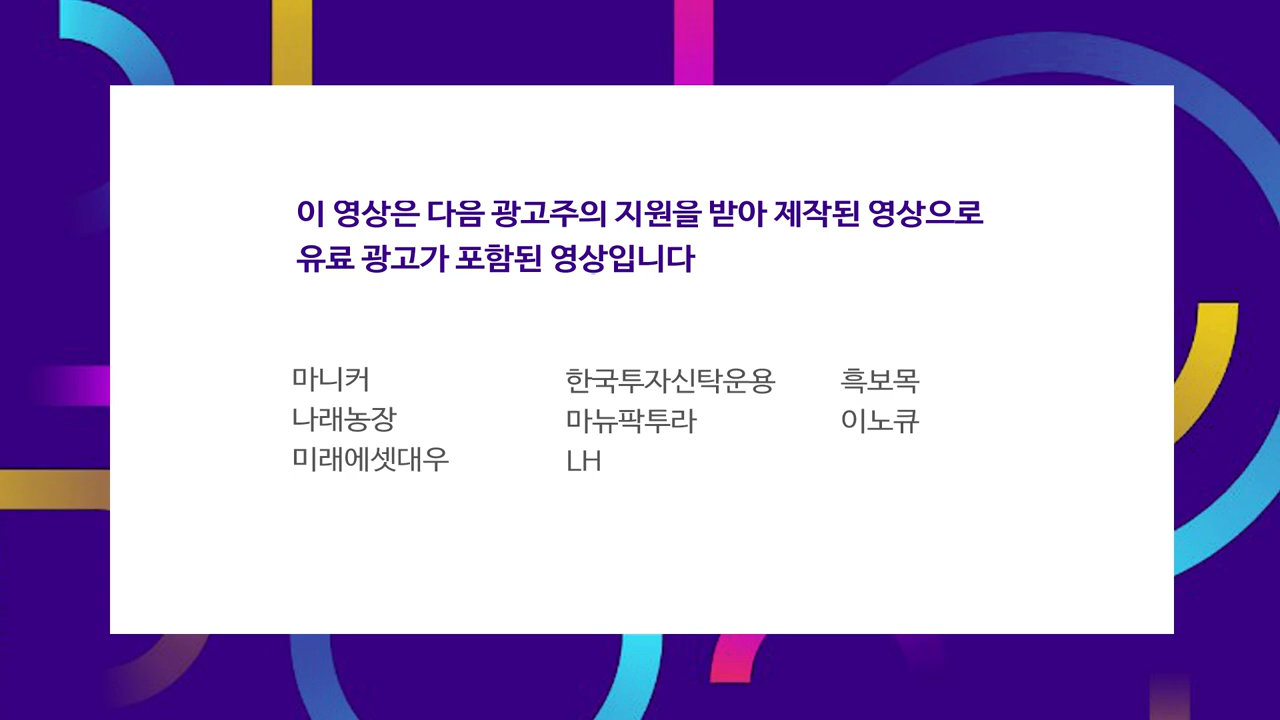 이 영상은 다음 광고주의 지원을 받아 제작된 영상으로
유료 광고가 포함된 영상입니다
마니커
나래농장
미래에셋대우
한국투자신탁운용
마뉴팍투라
LH
흑보목
이노큐